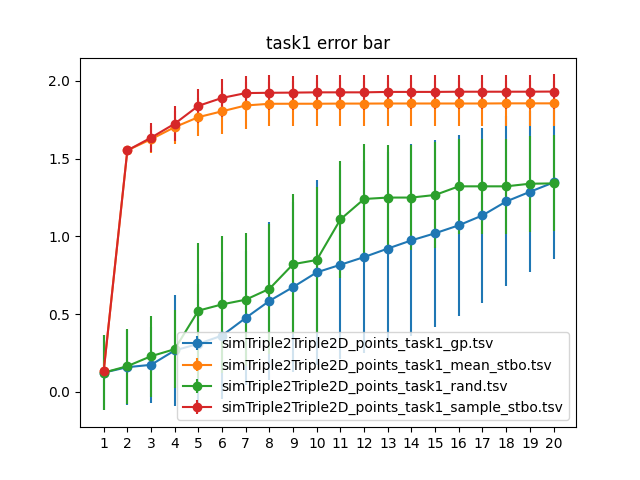 task1 error bar
2.0
1.5
1.0
0.5
0.0
simTriple2Triple2D_points_task1_gp.tsv
simTriple2Triple2D_points_task1_mean_stbo.tsv
simTriple2Triple2D_points_task1_rand.tsv
simTriple2Triple2D_points_task1_sample_stbo.tsv
1 2 3 4 5 6 7 8 9 10 11 12 13 14 15 16 17 18 19 20